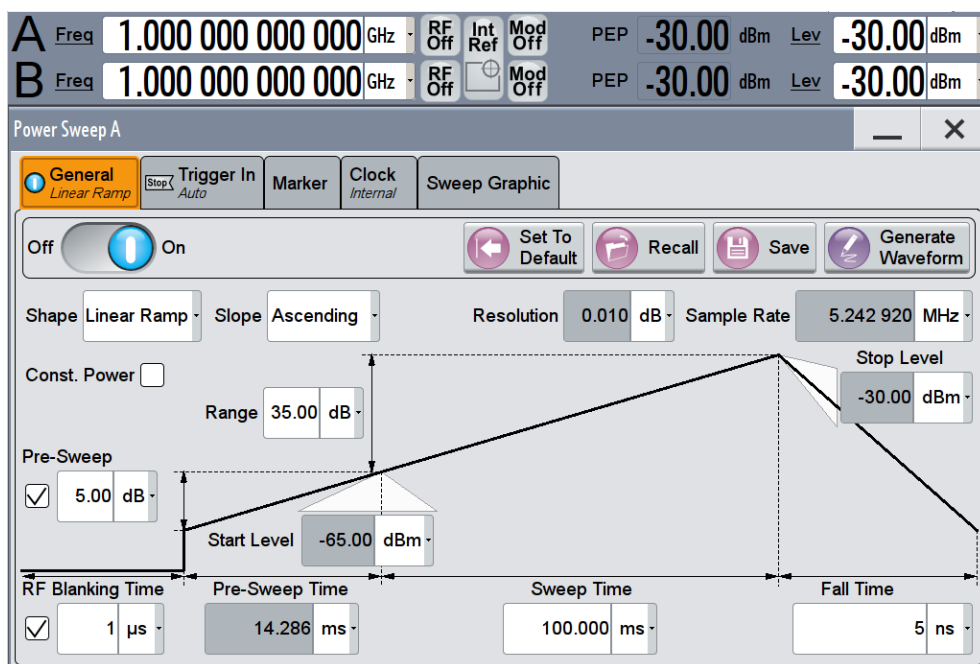 A Freq 1.000 000 000 000 GHz RF Off Int Ref Mod Off PEP -30.00 dBm Lev -30.00 dBm
B Freq 1.000 000 000 000 GHz RF Off Mod Off PEP -30.00 dBm Lev -30.00 dBm
Power Sweep A
General Linear Ramp Stop Trigger In Auto Marker Clock Internal Sweep Graphic
Off On Set To Default Recall Save Generate Waveform
Shape Linear Ramp Slope Ascending Resolution 0.010 dB Sample Rate 5.242 920 MHz
Stop Level
Const. Power
-30.00 dBm
Range 35.00 dB
Pre-Sweep
5.00 dB
Start Level -65.00 dBm
RF Blanking Time Pre-Sweep Time Sweep Time Fall Time
1 µs 14.286 ms 100.000 ms 5 ns